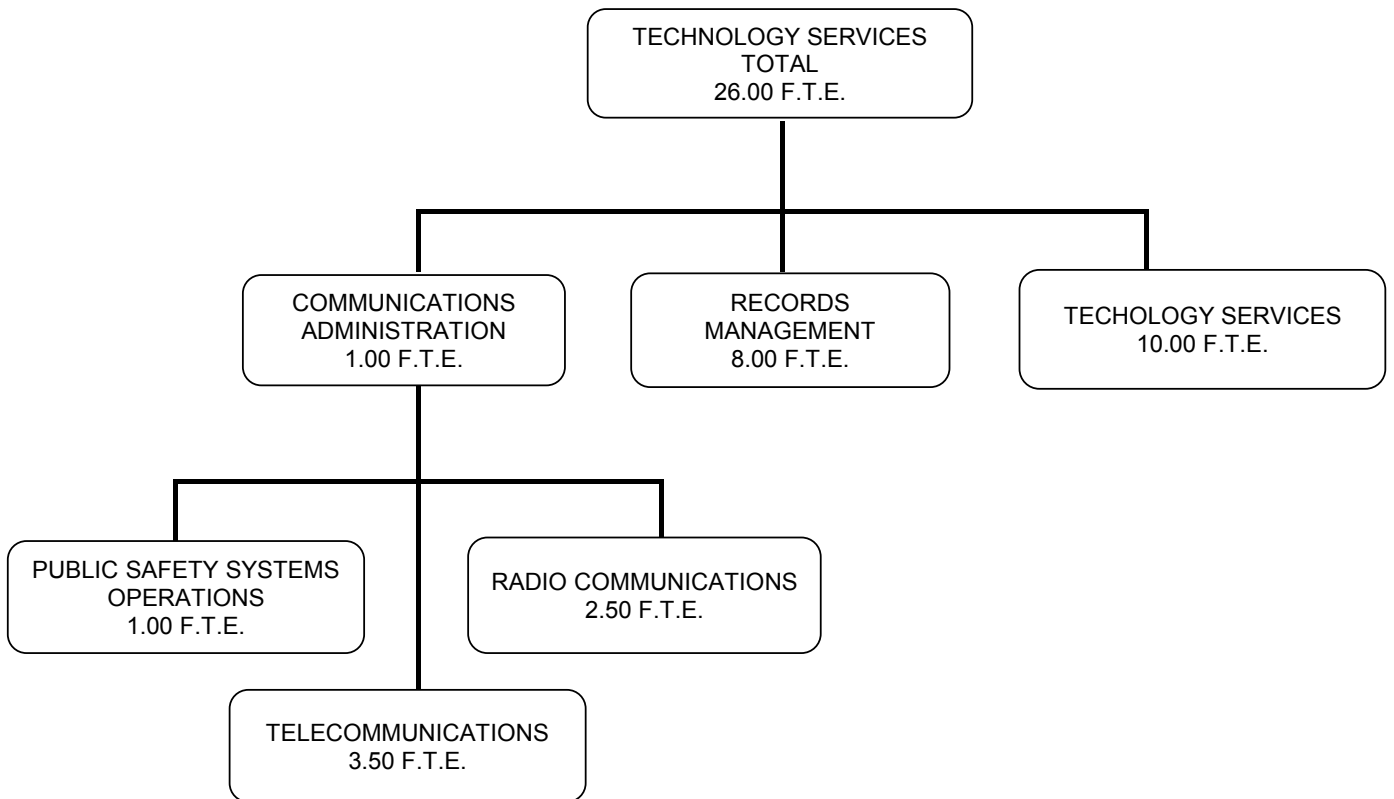 TECHNOLOGY SERVICES
TOTAL
26.00 F.T.E.
COMMUNICATIONS
ADMINISTRATION
1.00 F.T.E.
RECORDS
MANAGEMENT
8.00 F.T.E.
TECHOLOGY SERVICES
10.00 F.T.E.
PUBLIC SAFETY SYSTEMS
OPERATIONS
1.00 F.T.E.
RADIO COMMUNICATIONS
2.50 F.T.E.
TELECOMMUNICATIONS
3.50 F.T.E.